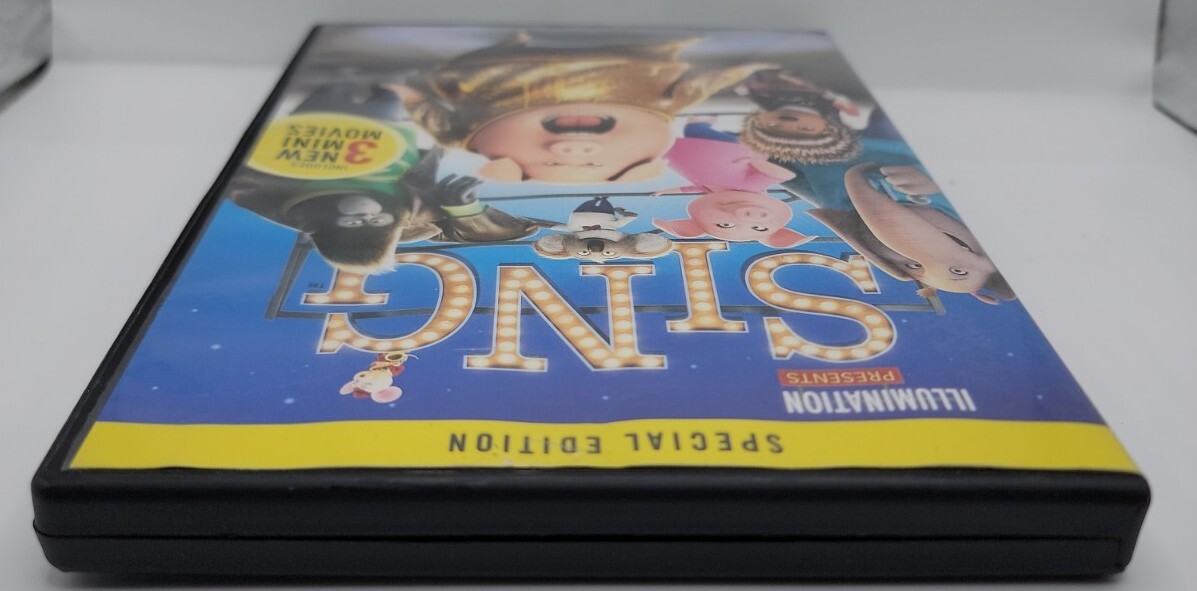 SPECIAL EDITION
ILLUMINATION
PRESENTS
SING
TM
INCLUDES
3 NEW
MINI
MOVIES